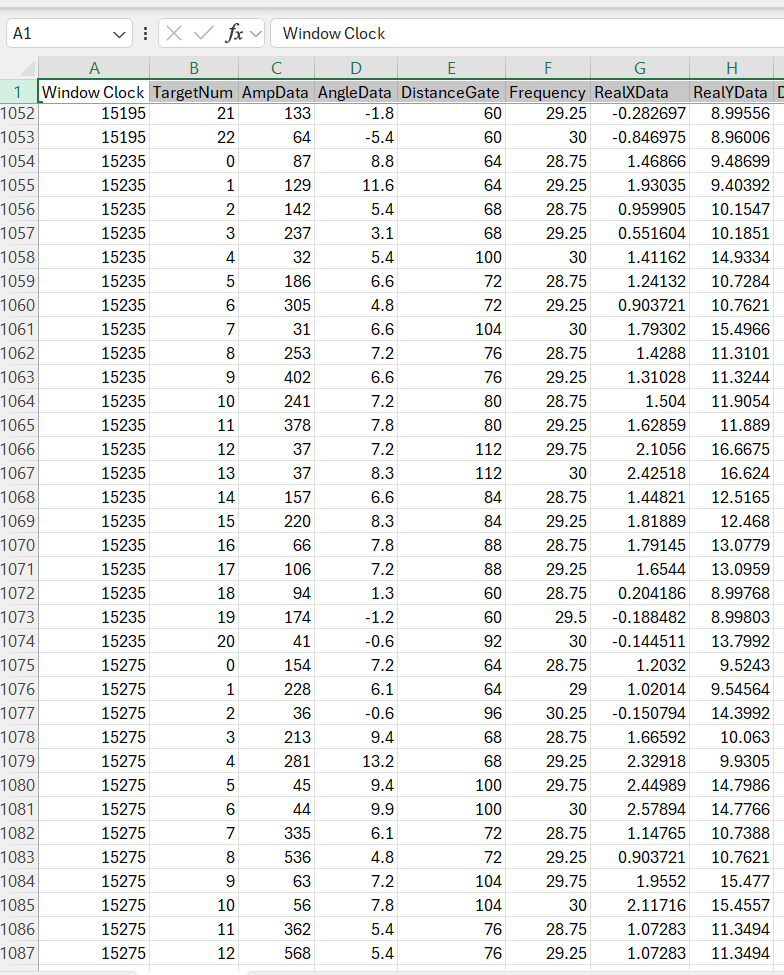 A1 fx Window Clock
A B C D E F G H
1 Window Clock TargetNum AmpData AngleData DistanceGate Frequency RealXData RealYData
1052 15195 21 133 -1.8 60 29.25 -0.282697 8.99556
1053 15195 22 64 -5.4 60 30 -0.846975 8.96006
1054 15235 0 87 8.8 64 28.75 1.46866 9.48699
1055 15235 1 129 11.6 64 29.25 1.93035 9.40392
1056 15235 2 142 5.4 68 28.75 0.959905 10.1547
1057 15235 3 237 3.1 68 29.25 0.551604 10.1851
1058 15235 4 32 5.4 100 30 1.41162 14.9334
1059 15235 5 186 6.6 72 28.75 1.24132 10.7284
1060 15235 6 305 4.8 72 29.25 0.903721 10.7621
1061 15235 7 31 6.6 104 30 1.79302 15.4966
1062 15235 8 253 7.2 76 28.75 1.4288 11.3101
1063 15235 9 402 6.6 76 29.25 1.31028 11.3244
1064 15235 10 241 7.2 80 28.75 1.504 11.9054
1065 15235 11 378 7.8 80 29.25 1.62859 11.889
1066 15235 12 37 7.2 112 29.75 2.1056 16.6675
1067 15235 13 37 8.3 112 30 2.42518 16.624
1068 15235 14 157 6.6 84 28.75 1.44821 12.5165
1069 15235 15 220 8.3 84 29.25 1.81889 12.468
1070 15235 16 66 7.8 88 28.75 1.79145 13.0779
1071 15235 17 106 7.2 88 29.25 1.6544 13.0959
1072 15235 18 94 1.3 60 28.75 0.204186 8.99768
1073 15235 19 174 -1.2 60 29.5 -0.188482 8.99803
1074 15235 20 41 -0.6 92 30 -0.144511 13.7992
1075 15275 0 154 7.2 64 28.75 1.2032 9.5243
1076 15275 1 228 6.1 64 29 1.02014 9.54564
1077 15275 2 36 -0.6 96 30.25 -0.150794 14.3992
1078 15275 3 213 9.4 68 28.75 1.66592 10.063
1079 15275 4 281 13.2 68 29.25 2.32918 9.9305
1080 15275 5 45 9.4 100 29.75 2.44989 14.7986
1081 15275 6 44 9.9 100 30 2.57894 14.7766
1082 15275 7 335 6.1 72 28.75 1.14765 10.7388
1083 15275 8 536 4.8 72 29.25 0.903721 10.7621
1084 15275 9 63 7.2 104 29.75 1.9552 15.477
1085 15275 10 56 7.8 104 30 2.11716 15.4557
1086 15275 11 362 5.4 76 28.75 1.07283 11.3494
1087 15275 12 568 5.4 76 29.25 1.07283 11.3494